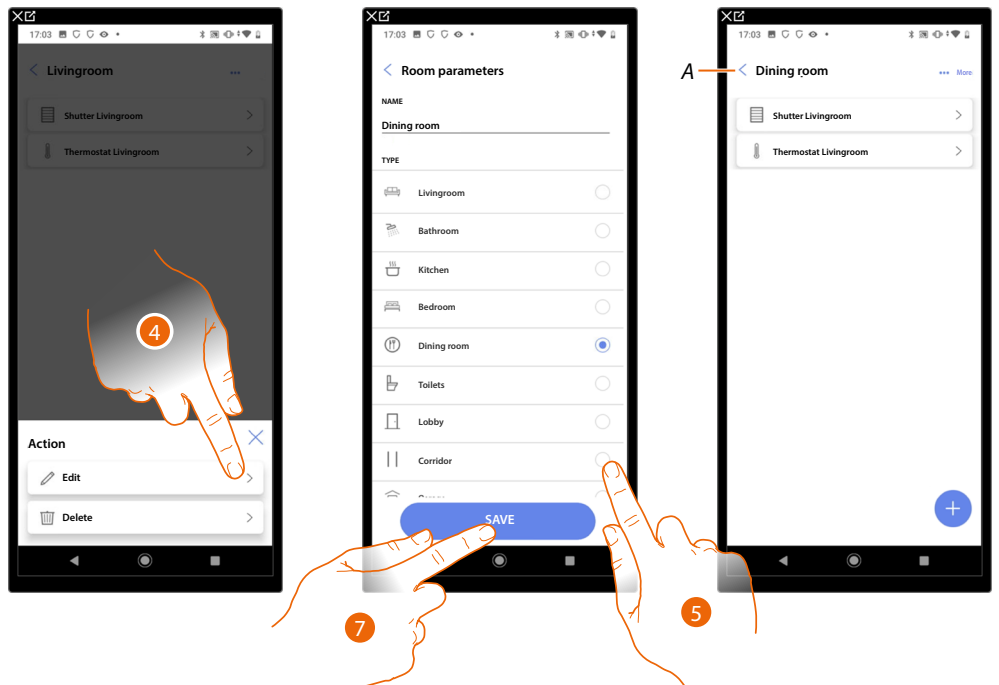 17:03
Livingroom
Shutter Livingroom
Thermostat Livingroom
4
Action
Edit
Delete
17:03
Room parameters
NAME
Dining room
TYPE
Livingroom
Bathroom
Kitchen
Bedroom
Dining room
Toilets
Lobby
Corridor
SAVE
7
5
A
17:03
Dining room
More
Shutter Livingroom
Thermostat Livingroom